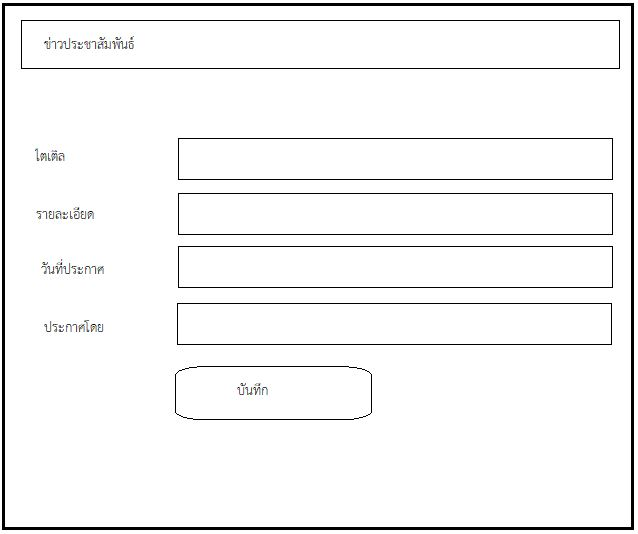 ข่าวประชาสัมพันธ์
ไตเติล
รายละเอียด
วันที่ประกาศ
ประกาศโดย
บันทึก